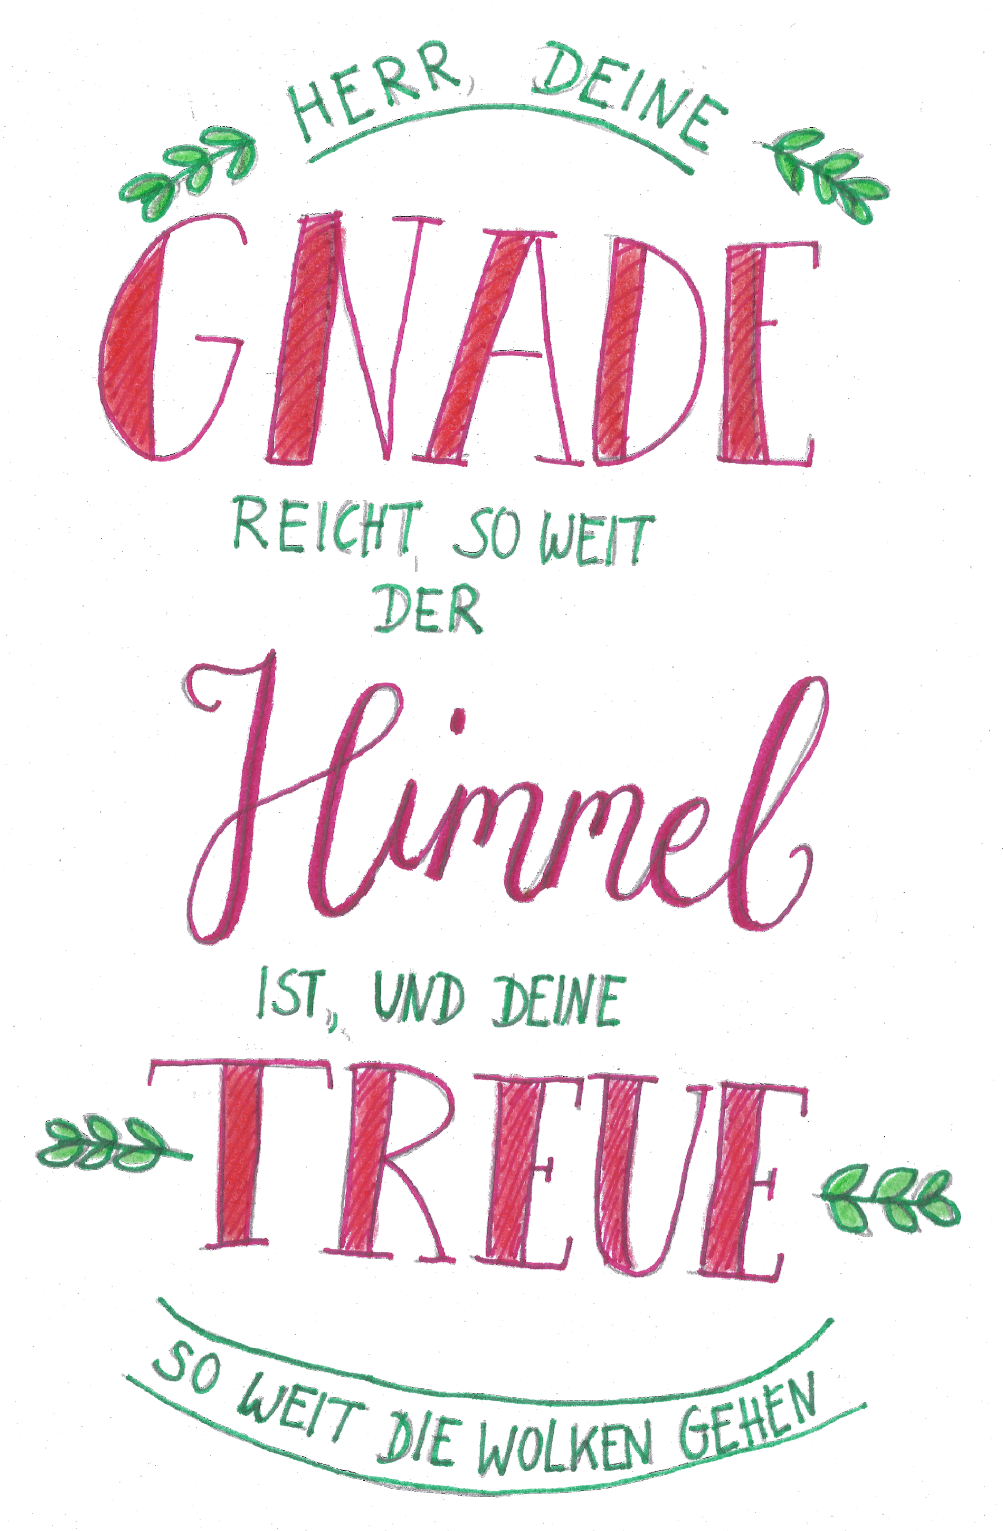 HERR, DEINE
GNADE
REICHT, SO WEIT
DER
Himmel
IST, UND DEINE
TREUE
SO WEIT DIE WOLKEN GEHEN